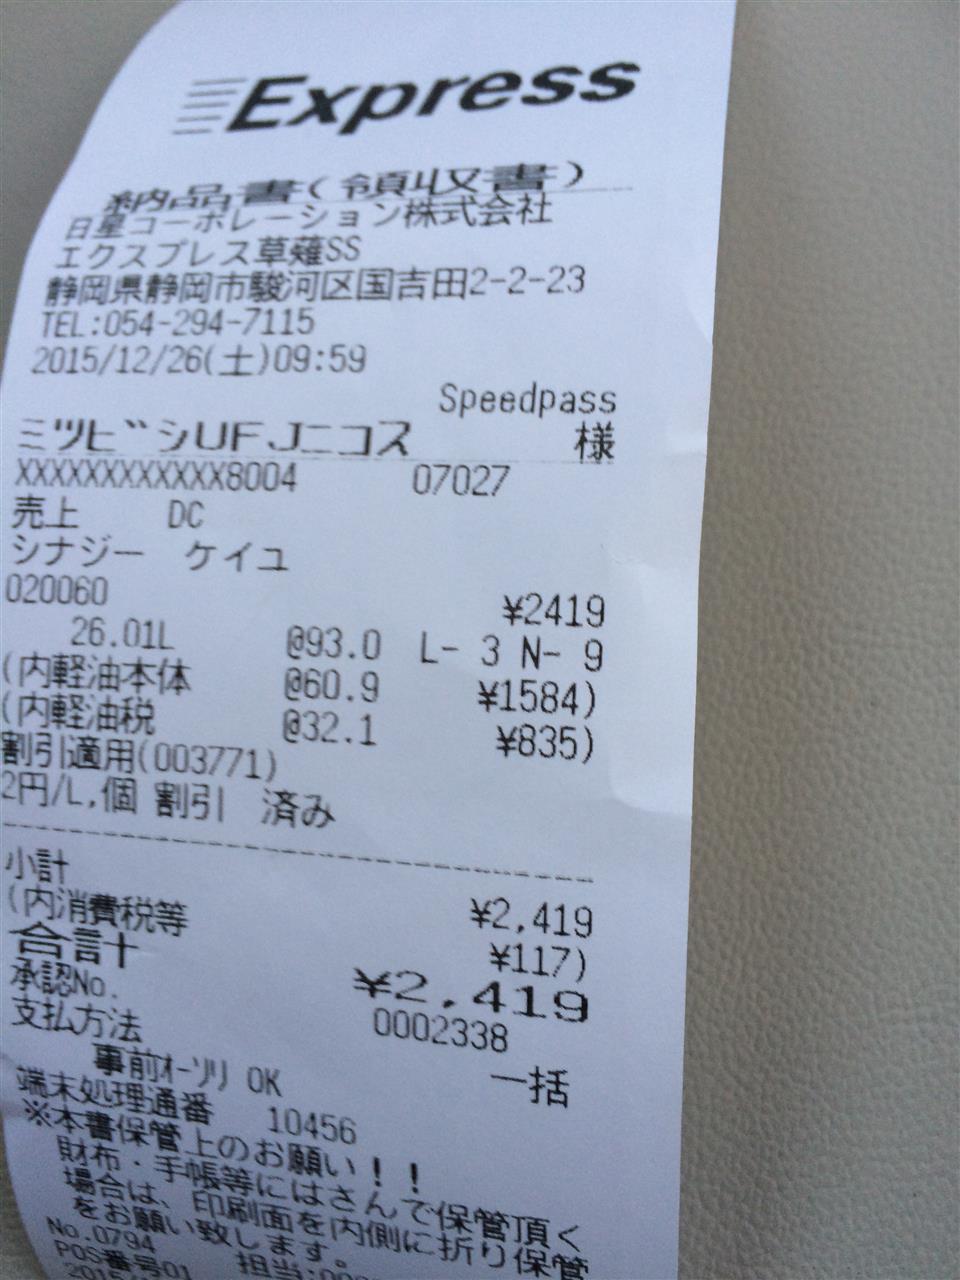 Express
納品書(領収書)
日星コーポレーション株式会社
エクスプレス草薙SS
静岡県静岡市駿河区国吉田2-2-23
TEL:054-294-7115
2015/12/26(土)09:59
Speedpass
ミツビシUFJニコス 様
XXXXXXXXXXXX8004 07027
売上 DC
シナジー ケイユ
020060 ¥2419
26.01L @93.0 L- 3 N- 9
(内軽油本体 @60.9 ¥1584)
(内軽油税 @32.1 ¥835)
割引適用(003771)
2円/L,個 割引 済み
小計 ¥2,419
(内消費税等 ¥117)
合計 ¥2,419
承認No. 0002338
支払方法 一括
事前オーソリ OK
端末処理通番 10456
※本書保管上のお願い!!
財布・手帳等にはさんで保管頂く
場合は、印刷面を内側に折り保管
をお願い致します。
No.0794
POS番号01 担当: